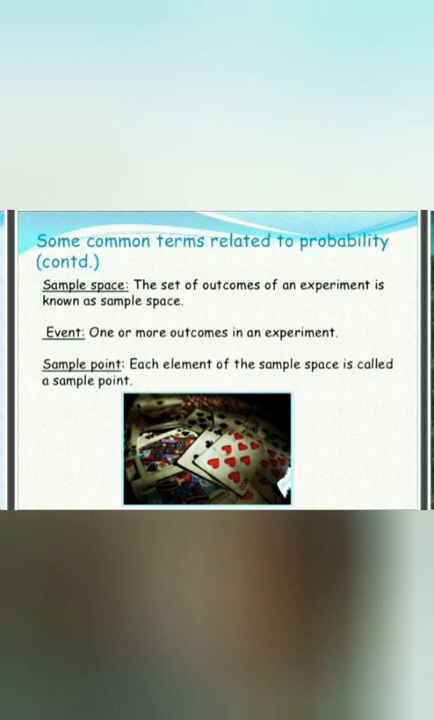 Some common terms related to probability
(contd.)
Sample space: The set of outcomes of an experiment is
known as sample space.
Event: One or more outcomes in an experiment.
Sample point: Each element of the sample space is called
a sample point.